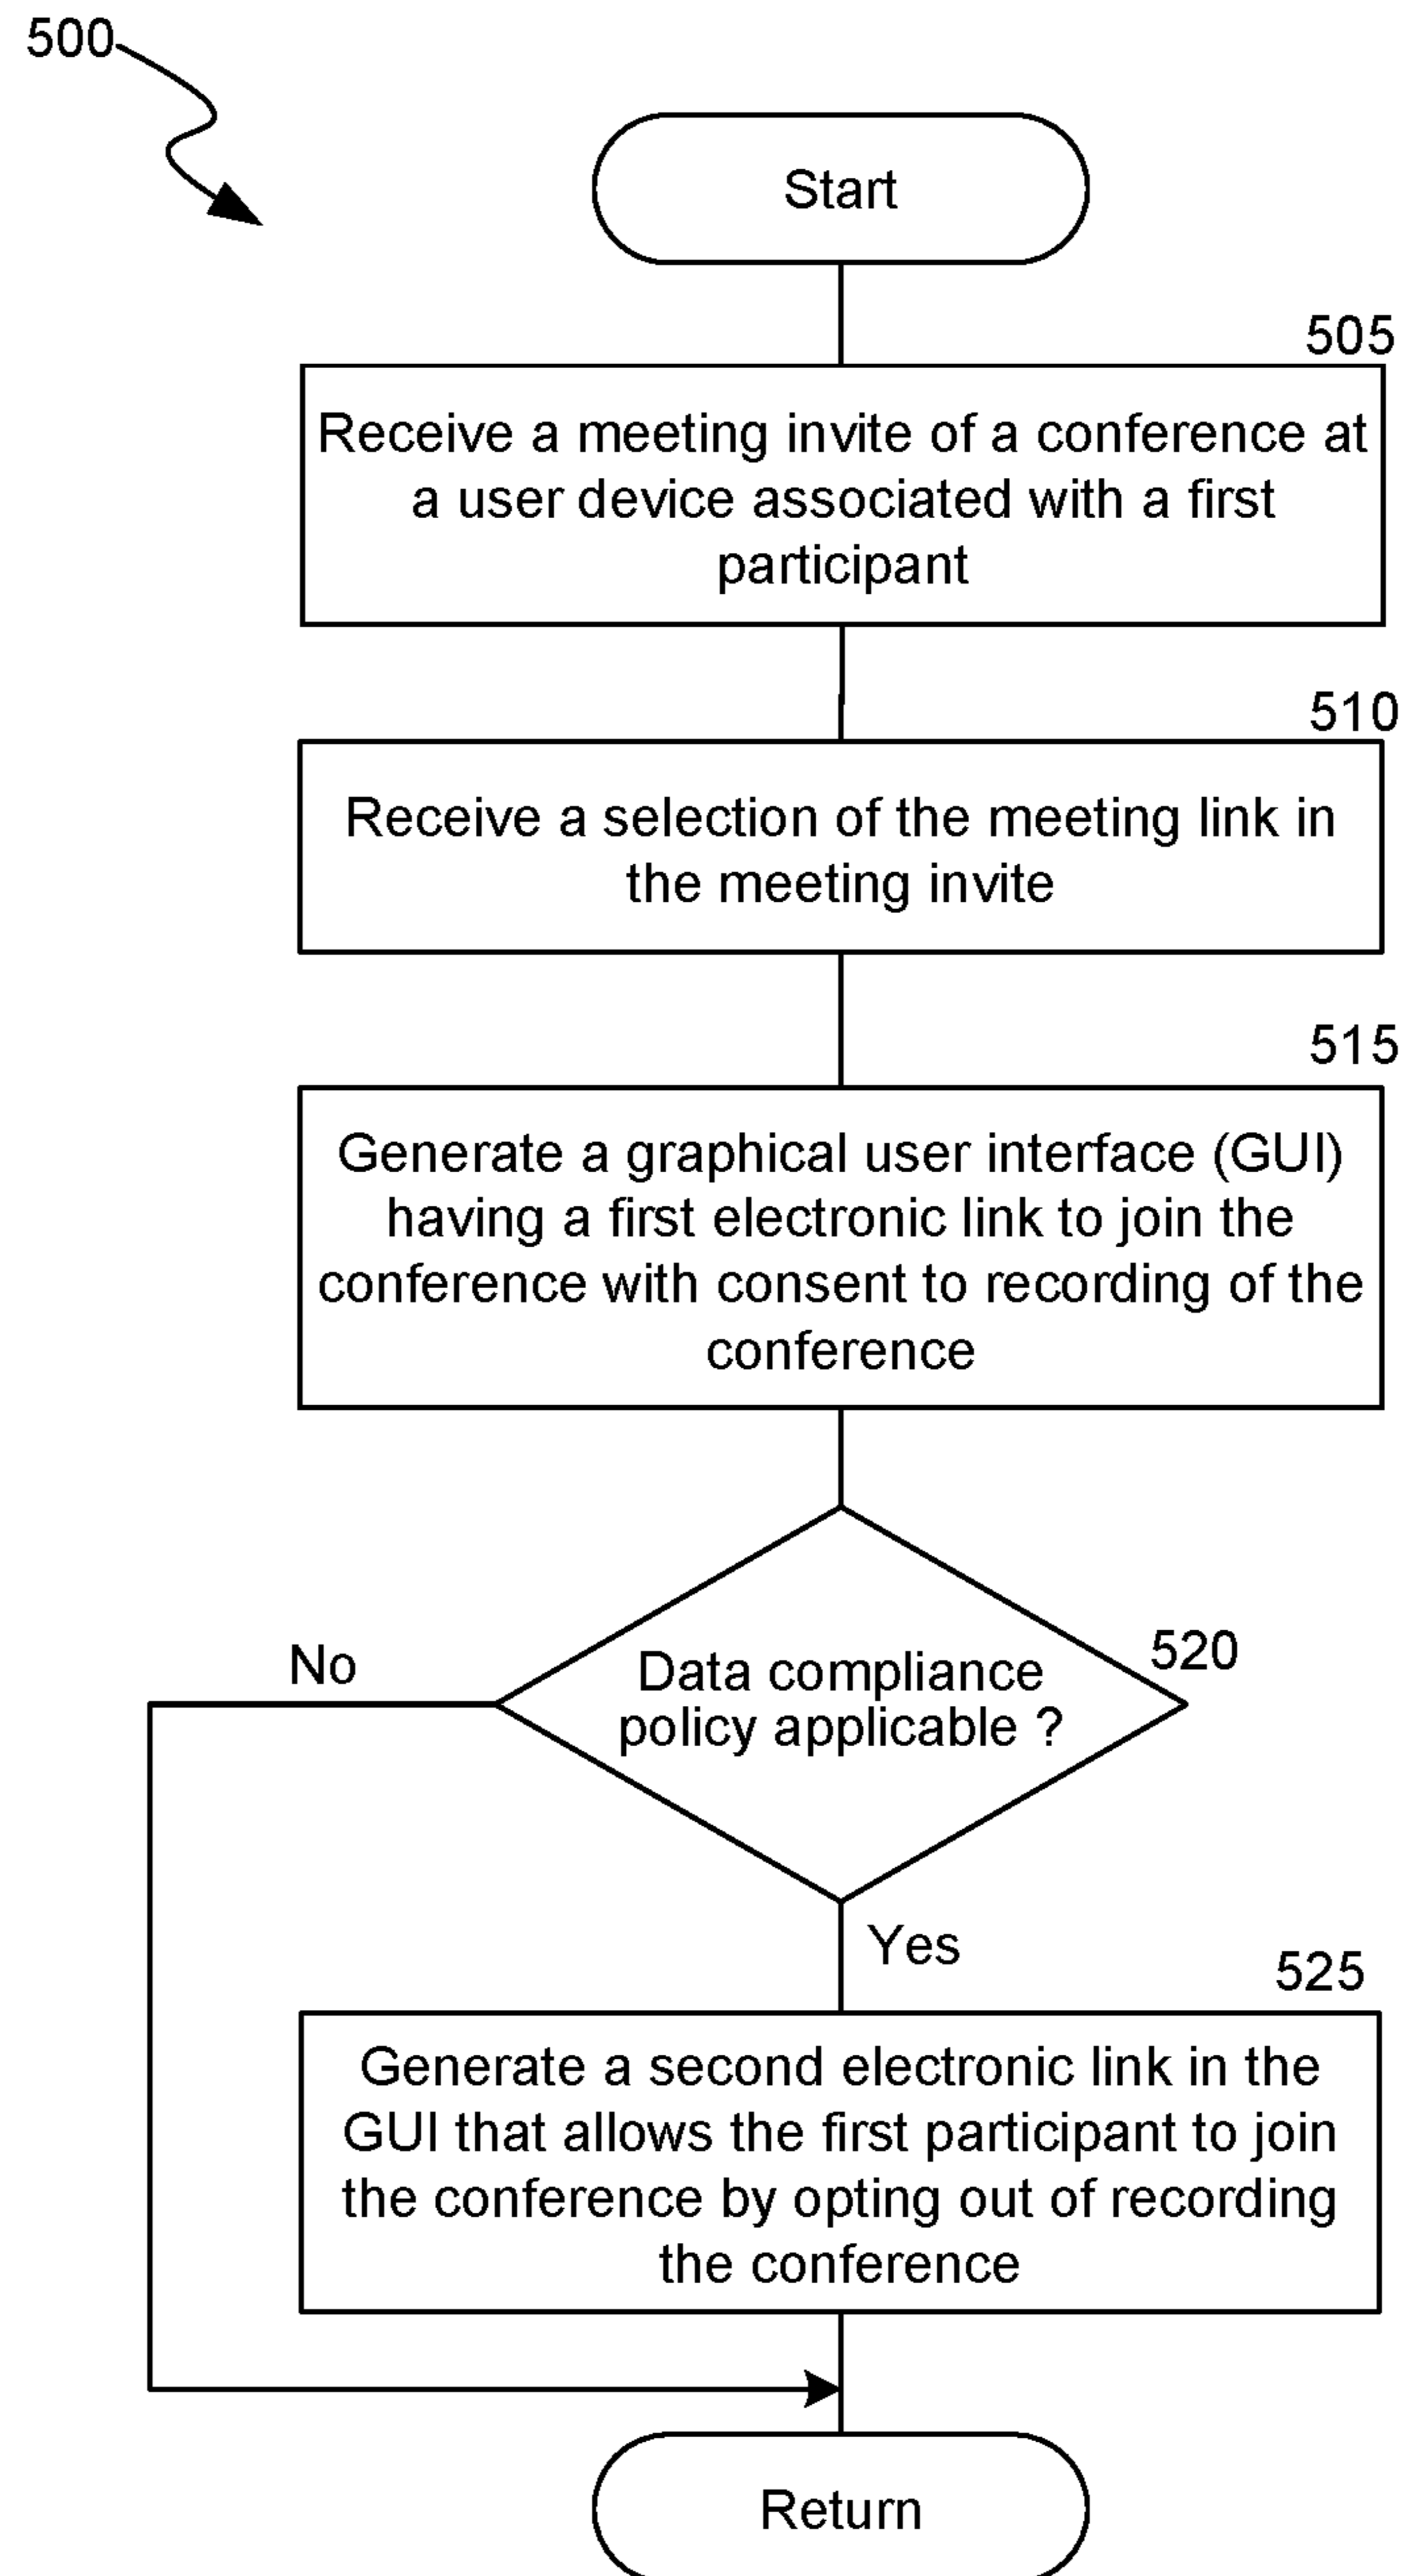 500
Start
505
Receive a meeting invite of a conference at
a user device associated with a first
participant
510
Receive a selection of the meeting link in
the meeting invite
515
Generate a graphical user interface (GUI)
having a first electronic link to join the
conference with consent to recording of the
conference
520
Data compliance
policy applicable ?
No
Yes
525
Generate a second electronic link in the
GUI that allows the first participant to join
the conference by opting out of recording
the conference
Return